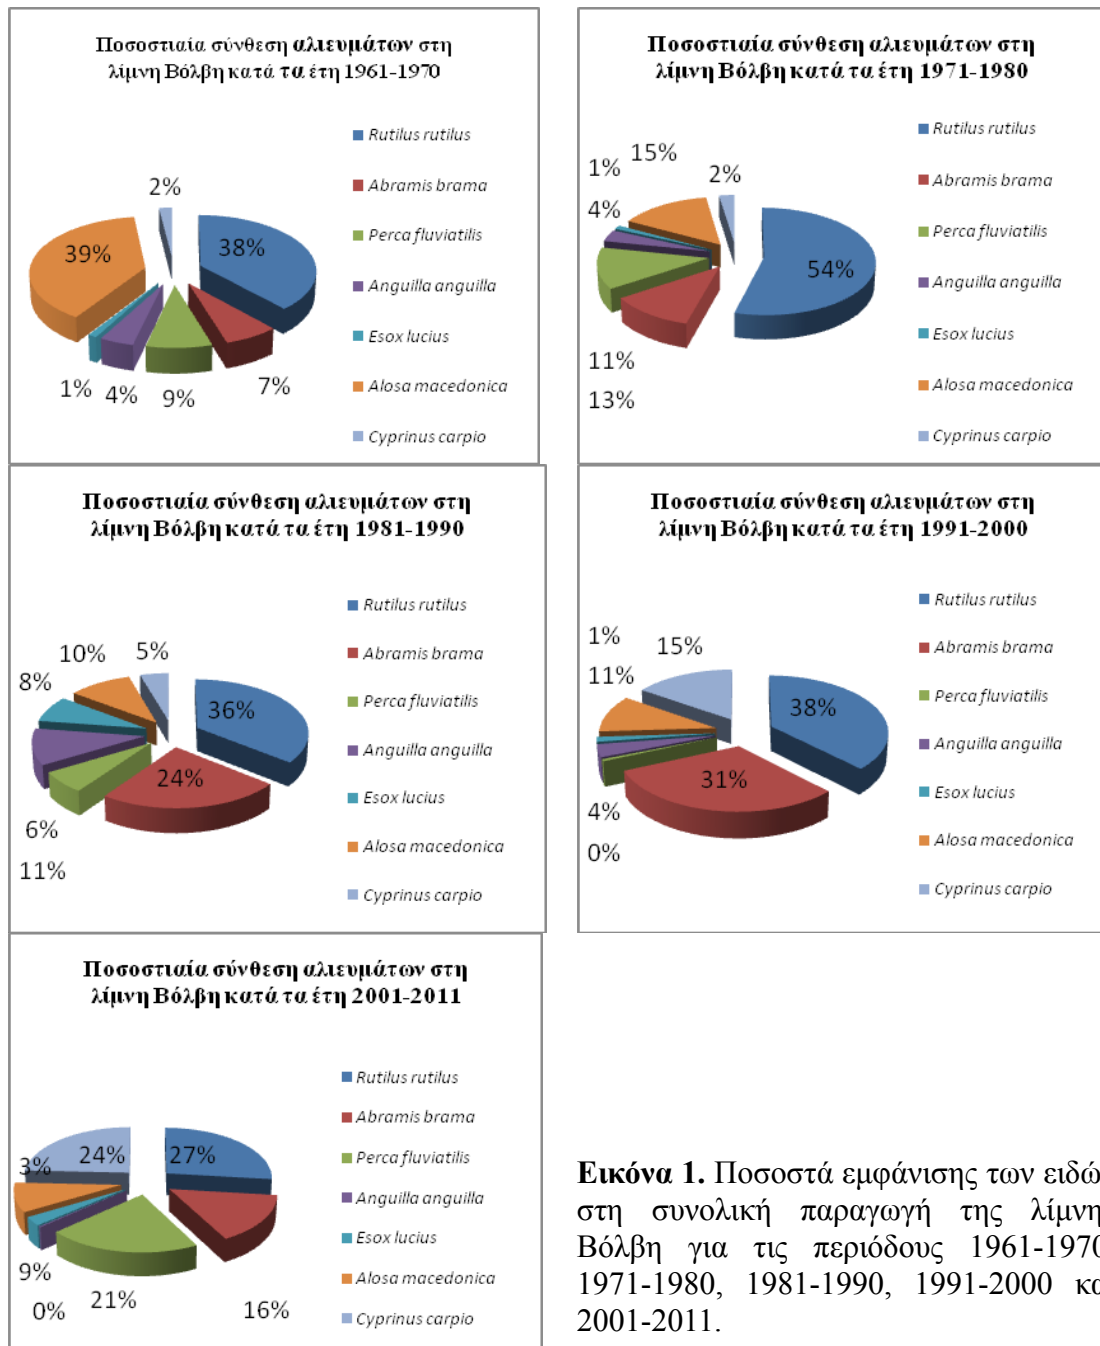 Ποσοστιαία σύνθεση αλιευμάτων στη
λίμνη Βόλβη κατά τα έτη 1961-1970
Rutilus rutilus
Abramis brama
Perca fluviatilis
Anguilla anguilla
Esox lucius
Alosa macedonica
Cyprinus carpio
2%
39%
38%
1%
4%
9%
7%
Ποσοστιαία σύνθεση αλιευμάτων στη
λίμνη Βόλβη κατά τα έτη 1971-1980
Rutilus rutilus
Abramis brama
Perca fluviatilis
Anguilla anguilla
Esox lucius
Alosa macedonica
Cyprinus carpio
1%
15%
2%
4%
54%
11%
13%
Ποσοστιαία σύνθεση αλιευμάτων στη
λίμνη Βόλβη κατά τα έτη 1981-1990
Rutilus rutilus
Abramis brama
Perca fluviatilis
Anguilla anguilla
Esox lucius
Alosa macedonica
Cyprinus carpio
10%
5%
8%
36%
24%
6%
11%
Ποσοστιαία σύνθεση αλιευμάτων στη
λίμνη Βόλβη κατά τα έτη 1991-2000
Rutilus rutilus
Abramis brama
Perca fluviatilis
Anguilla anguilla
Esox lucius
Alosa macedonica
Cyprinus carpio
1%
15%
11%
38%
31%
4%
0%
Ποσοστιαία σύνθεση αλιευμάτων στη
λίμνη Βόλβη κατά τα έτη 2001-2011
Rutilus rutilus
Abramis brama
Perca fluviatilis
Anguilla anguilla
Esox lucius
Alosa macedonica
Cyprinus carpio
3%
24%
27%
9%
0%
21%
16%
Εικόνα 1. Ποσοστά εμφάνισης των ειδώ
στη συνολική παραγωγή της λίμνη
Βόλβη για τις περιόδους 1961-1970
1971-1980, 1981-1990, 1991-2000 κα
2001-2011.